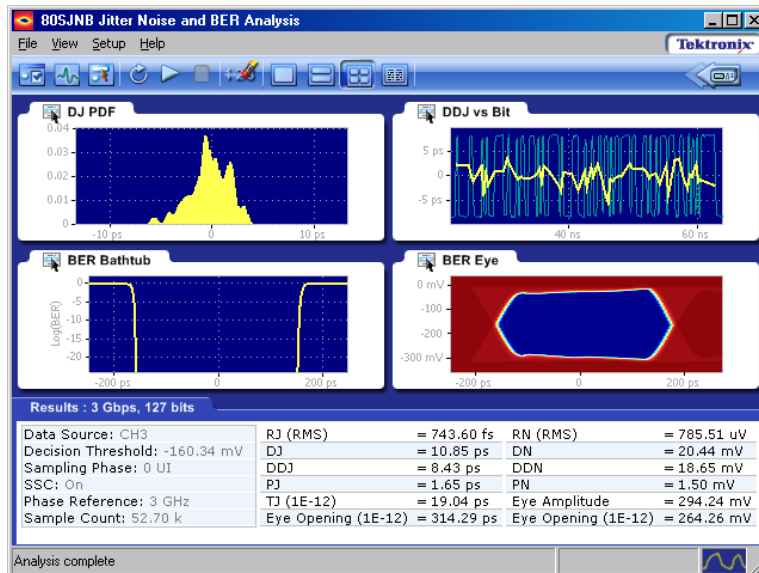 80SJNB Jitter Noise and BER Analysis
File View Setup Help
Tektronix
DJ PDF
0.04
0.03
0.02
0.01
0
-10 ps 0 10 ps
DDJ vs Bit
5 ps
0
-5 ps
40 ns 60 ns
BER Bathtub
Log(BER)
0
-5
-10
-15
-20
-200 ps 0 200 ps
BER Eye
0 mV
-100
-200
-300 mV
-200 ps 0 200 ps
Results : 3 Gbps, 127 bits
Data Source: CH3
Decision Threshold: -160.34 mV
Sampling Phase: 0 UI
SSC: On
Phase Reference: 3 GHz
Sample Count: 52.70 k
RJ (RMS) = 743.60 fs
DJ = 10.85 ps
DDJ = 8.43 ps
PJ = 1.65 ps
TJ (1E-12) = 19.04 ps
Eye Opening (1E-12) = 314.29 ps
RN (RMS) = 785.51 uV
DN = 20.44 mV
DDN = 18.65 mV
PN = 1.50 mV
Eye Amplitude = 294.24 mV
Eye Opening (1E-12) = 264.26 mV
Analysis complete